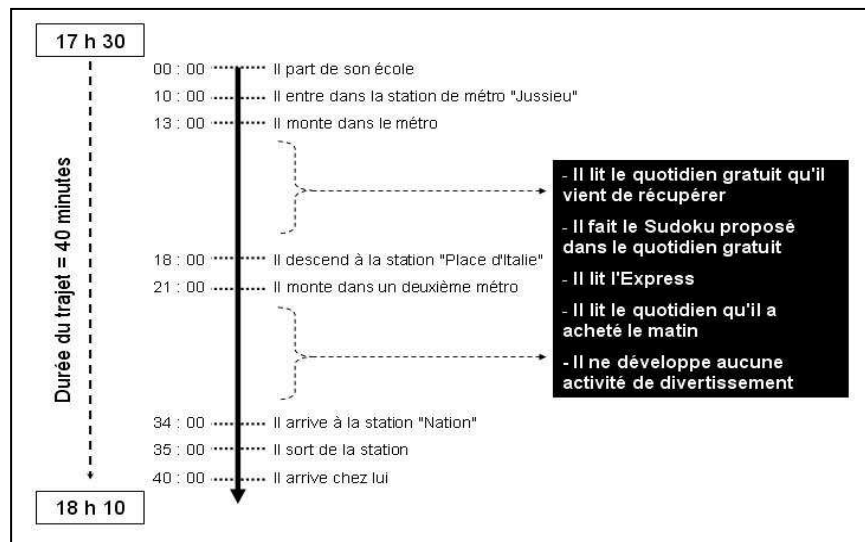 17 h 30
00 : 00 Il part de son école
10 : 00 Il entre dans la station de métro "Jussieu"
13 : 00 Il monte dans le métro
18 : 00 Il descend à la station "Place d'Italie"
21 : 00 Il monte dans un deuxième métro
34 : 00 Il arrive à la station "Nation"
35 : 00 Il sort de la station
40 : 00 Il arrive chez lui
18 h 10
Durée du trajet = 40 minutes
- Il lit le quotidien gratuit qu'il
vient de récupérer
- Il fait le Sudoku proposé
dans le quotidien gratuit
- Il lit l'Express
- Il lit le quotidien qu'il a
acheté le matin
- Il ne développe aucune
activité de divertissement